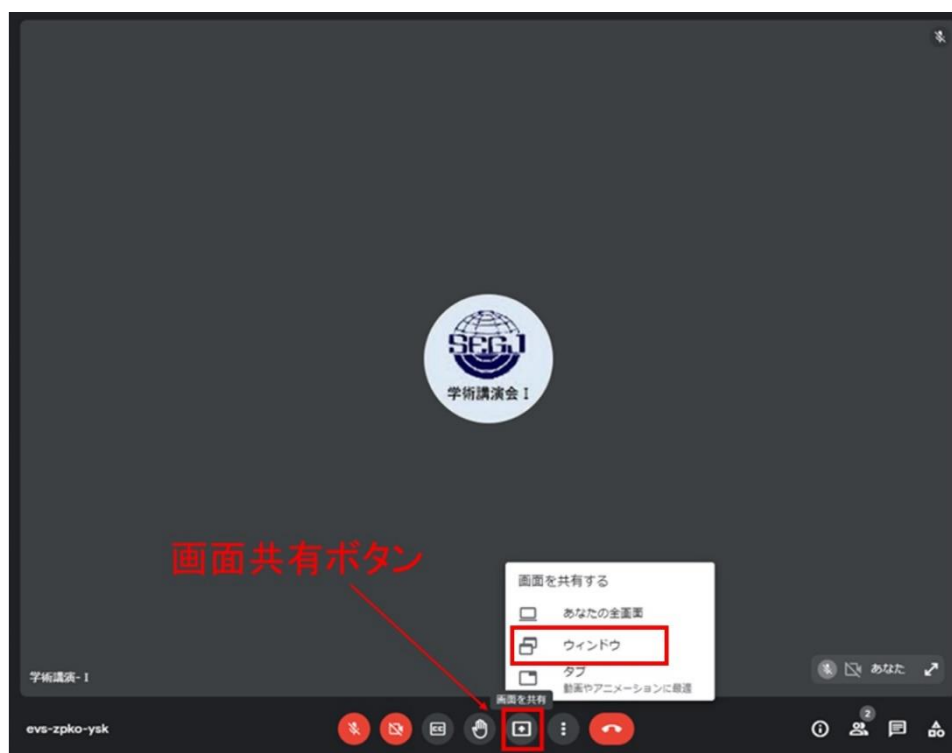 SEGJ
学術講演会 I
画面共有ボタン
画面を共有する
あなたの全画面
ウィンドウ
タブ
動画やアニメーションに最適
学術講演- I
あなた
画面を共有
evs-zpko-ysk
CC
2